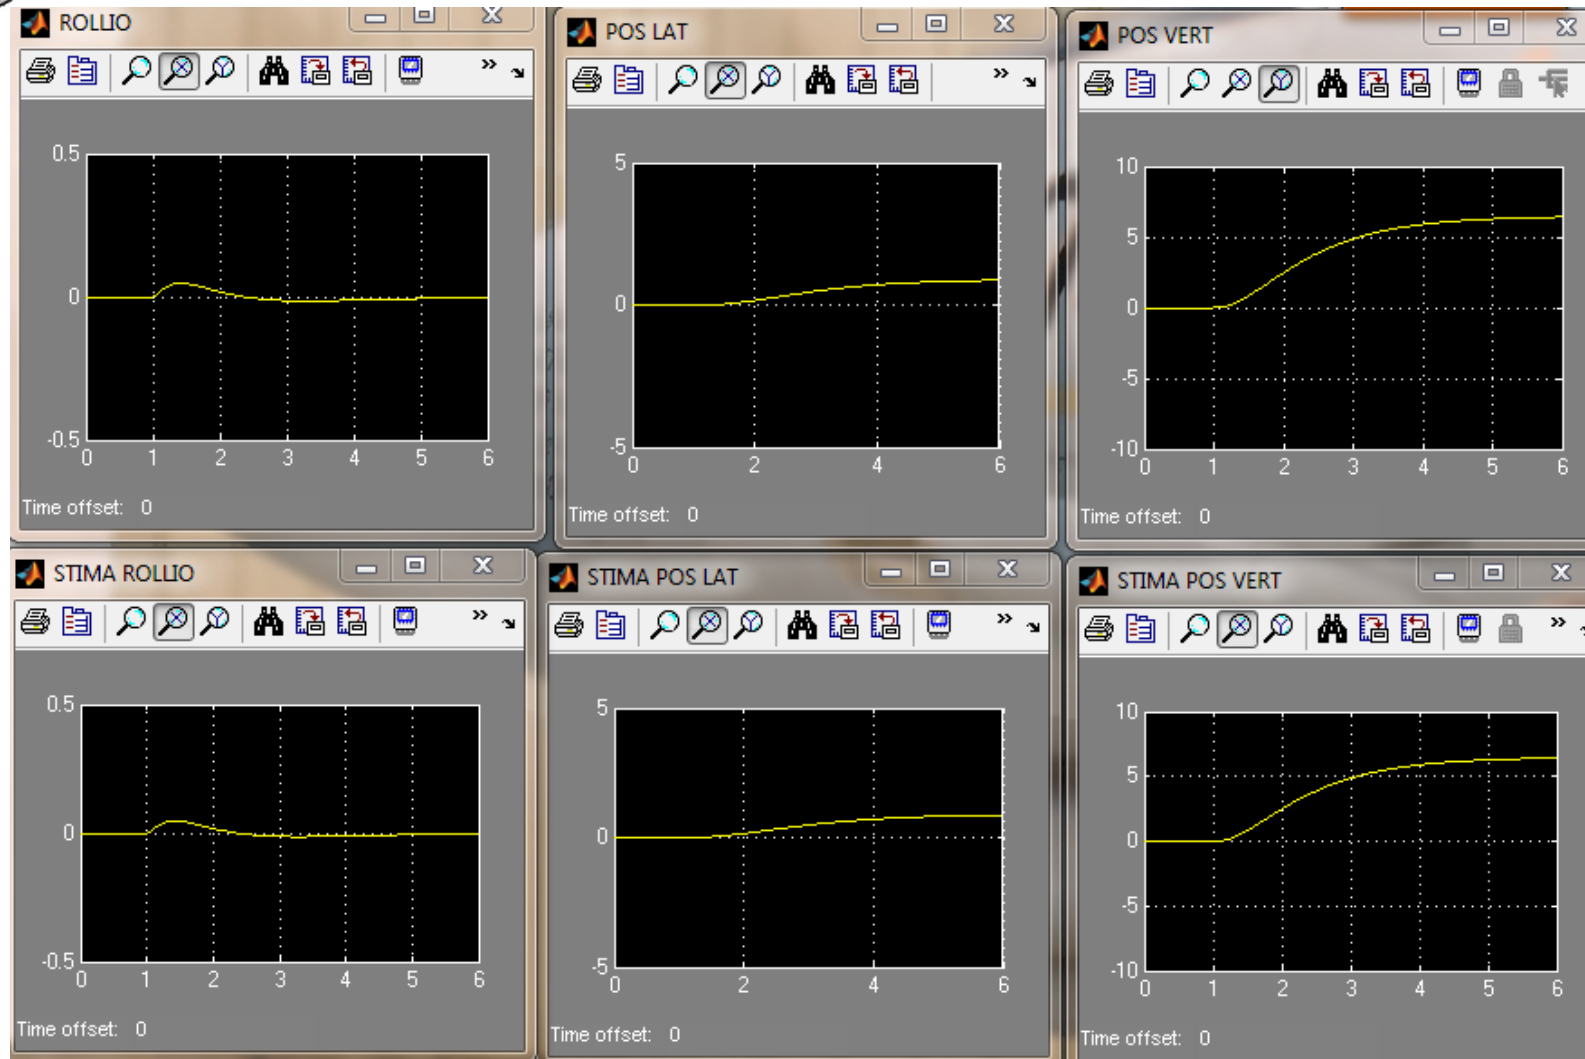 ROLLIO
0.5
0
-0.5
0 1 2 3 4 5 6
Time offset: 0
POS LAT
5
0
-5
0 2 4 6
Time offset: 0
POS VERT
10
5
0
-5
-10
0 1 2 3 4 5 6
Time offset: 0
STIMA ROLLIO
0.5
0
-0.5
0 1 2 3 4 5 6
Time offset: 0
STIMA POS LAT
5
0
-5
0 2 4 6
Time offset: 0
STIMA POS VERT
10
5
0
-5
-10
0 1 2 3 4 5 6
Time offset: 0